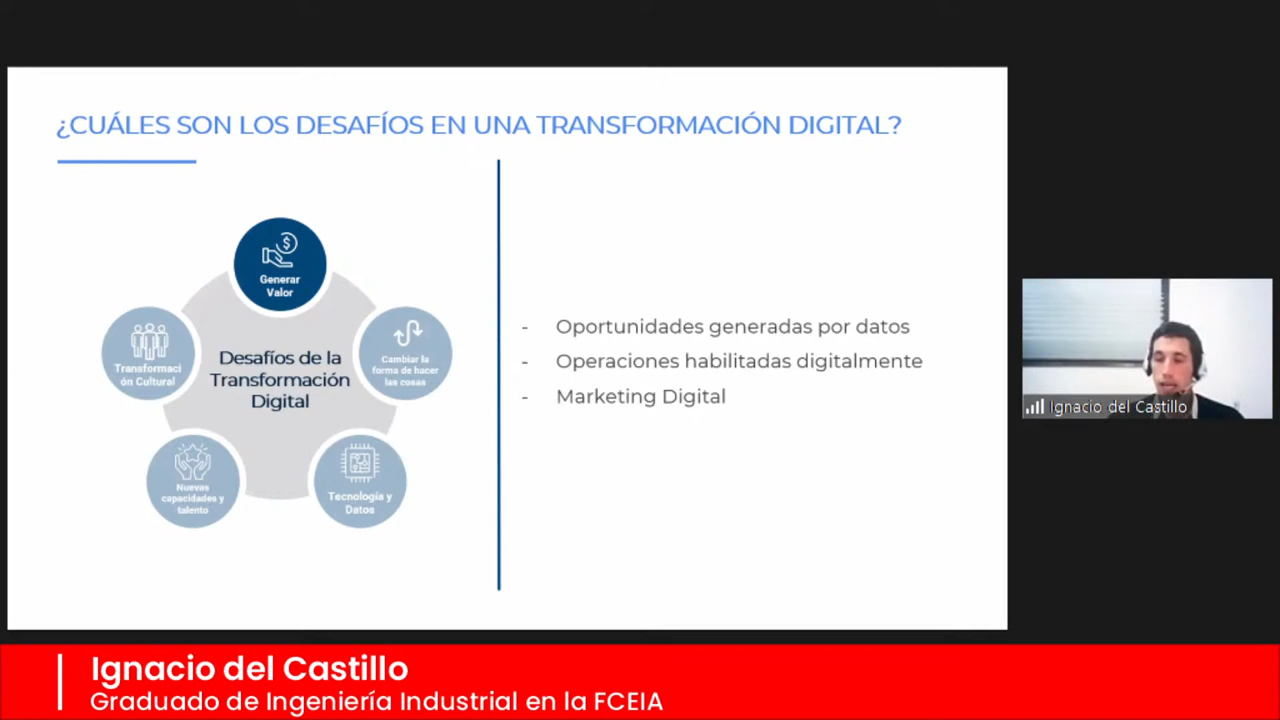 ¿CUÁLES SON LOS DESAFÍOS EN UNA TRANSFORMACIÓN DIGITAL?
Generar
Valor
Transformaci
ón Cultural
Cambiar la
forma de hacer
las cosas
Desafíos de la
Transformación
Digital
Nuevas
capacidades y
talento
Tecnología y
Datos
- Oportunidades generadas por datos
- Operaciones habilitadas digitalmente
- Marketing Digital
Ignacio del Castillo
Ignacio del Castillo
Graduado de Ingeniería Industrial en la FCEIA